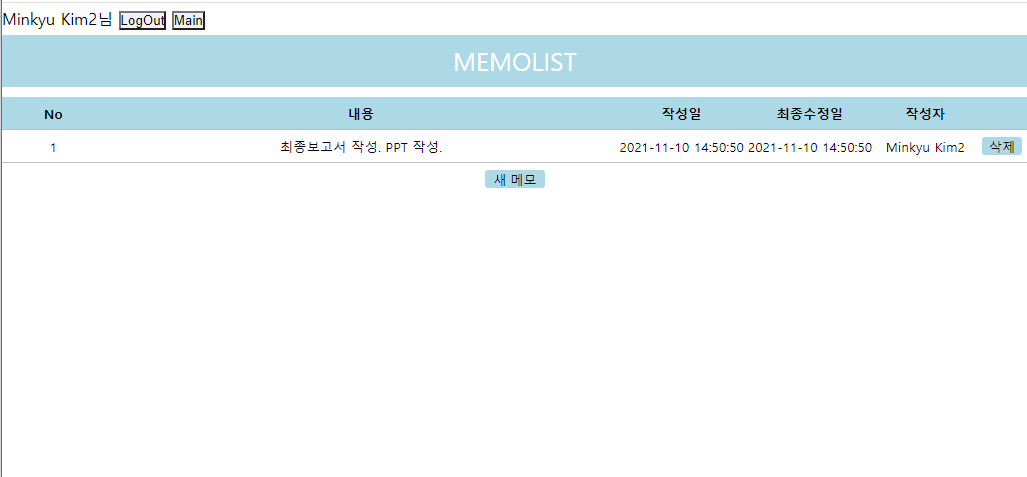 Minkyu Kim2님 LogOut Main
MEMOLIST
No 내용 작성일 최종수정일 작성자
1 최종보고서 작성. PPT 작성. 2021-11-10 14:50:50 2021-11-10 14:50:50 Minkyu Kim2 삭제
새 메모